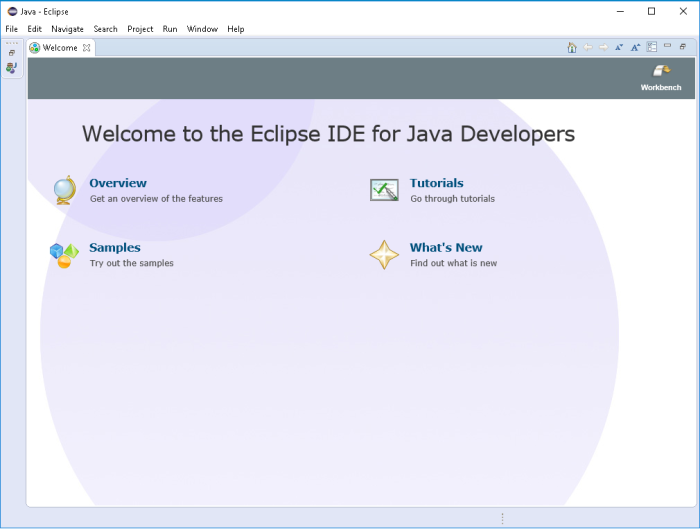 Java - Eclipse
File Edit Navigate Search Project Run Window Help
Welcome
Workbench
Welcome to the Eclipse IDE for Java Developers
Overview
Get an overview of the features
Tutorials
Go through tutorials
Samples
Try out the samples
What's New
Find out what is new